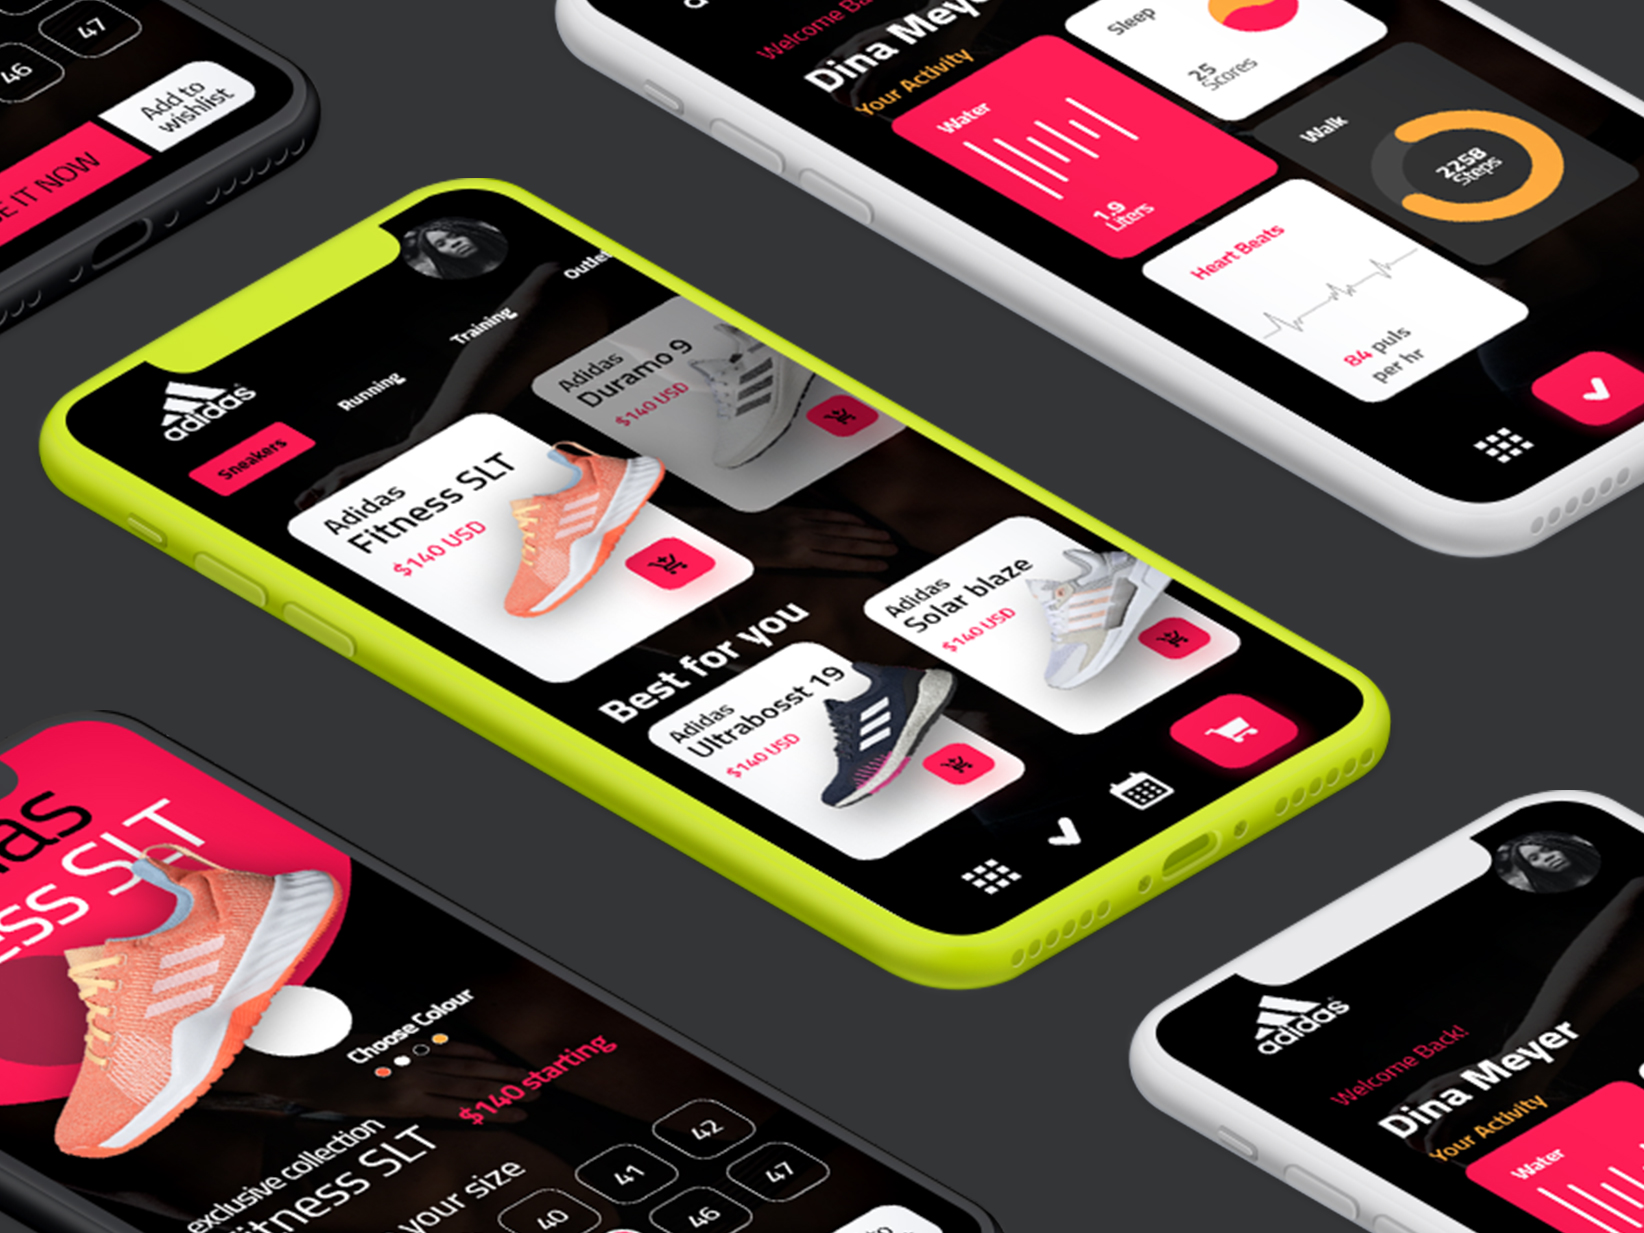 47
46
Add to
wishlist
E IT NOW
Welcome Ba
Dina Meye
Your Activity
Water
1.9
Liters
Sleep
25
Scores
Walk
2258
Steps
Heart Beats
84 puls
per hr
adidas
Sneakers
Running
Training
Outlet
Adidas
Fitness SLT
$140 USD
Adidas
Duramo 9
$140 USD
Best for you
Adidas
Ultrabosst 19
$140 USD
Adidas
Solar blaze
$140 USD
das
ess SLT
Choose Colour
$140 starting
exclusive collection
itness SLT
your size
40
41
42
46
47
adidas
Welcome Back!
Dina Meyer
Your Activity
Water